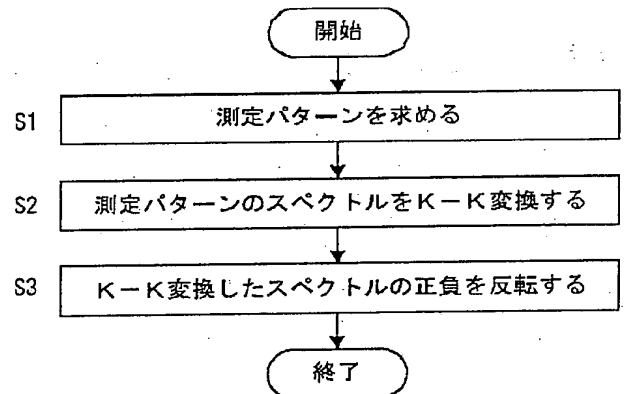 開始
S1 測定パターンを求める
S2 測定パターンのスペクトルをK－K変換する
S3 K－K変換したスペクトルの正負を反転する
終了